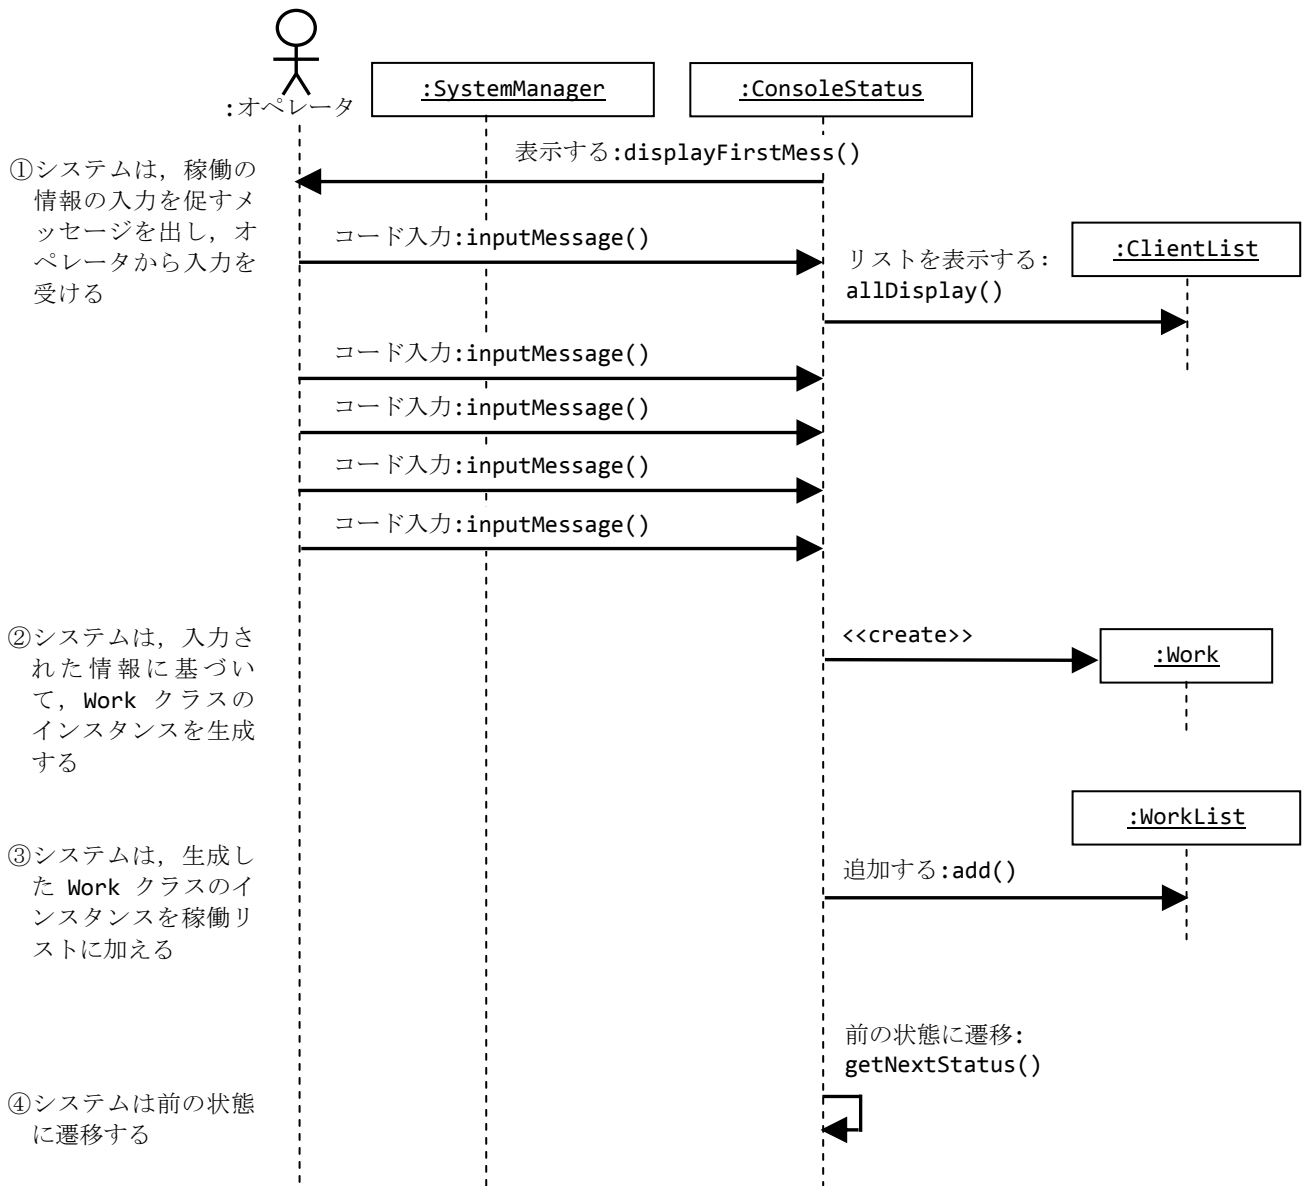 :オペレータ
:SystemManager
:ConsoleStatus
①システムは，稼働の
情報の入力を促すメ
ッセージを出し，オ
ペレータから入力を
受ける
表示する:displayFirstMess()
コード入力:inputMessage()
リストを表示する:
allDisplay()
:ClientList
コード入力:inputMessage()
コード入力:inputMessage()
コード入力:inputMessage()
コード入力:inputMessage()
②システムは，入力さ
れた情報に基づい
て，Work クラスの
インスタンスを生成
する
<<create>>
:Work
:WorkList
③システムは，生成し
た Work クラスのイ
ンスタンスを稼働リ
ストに加える
追加する:add()
前の状態に遷移:
getNextStatus()
④システムは前の状態
に遷移する